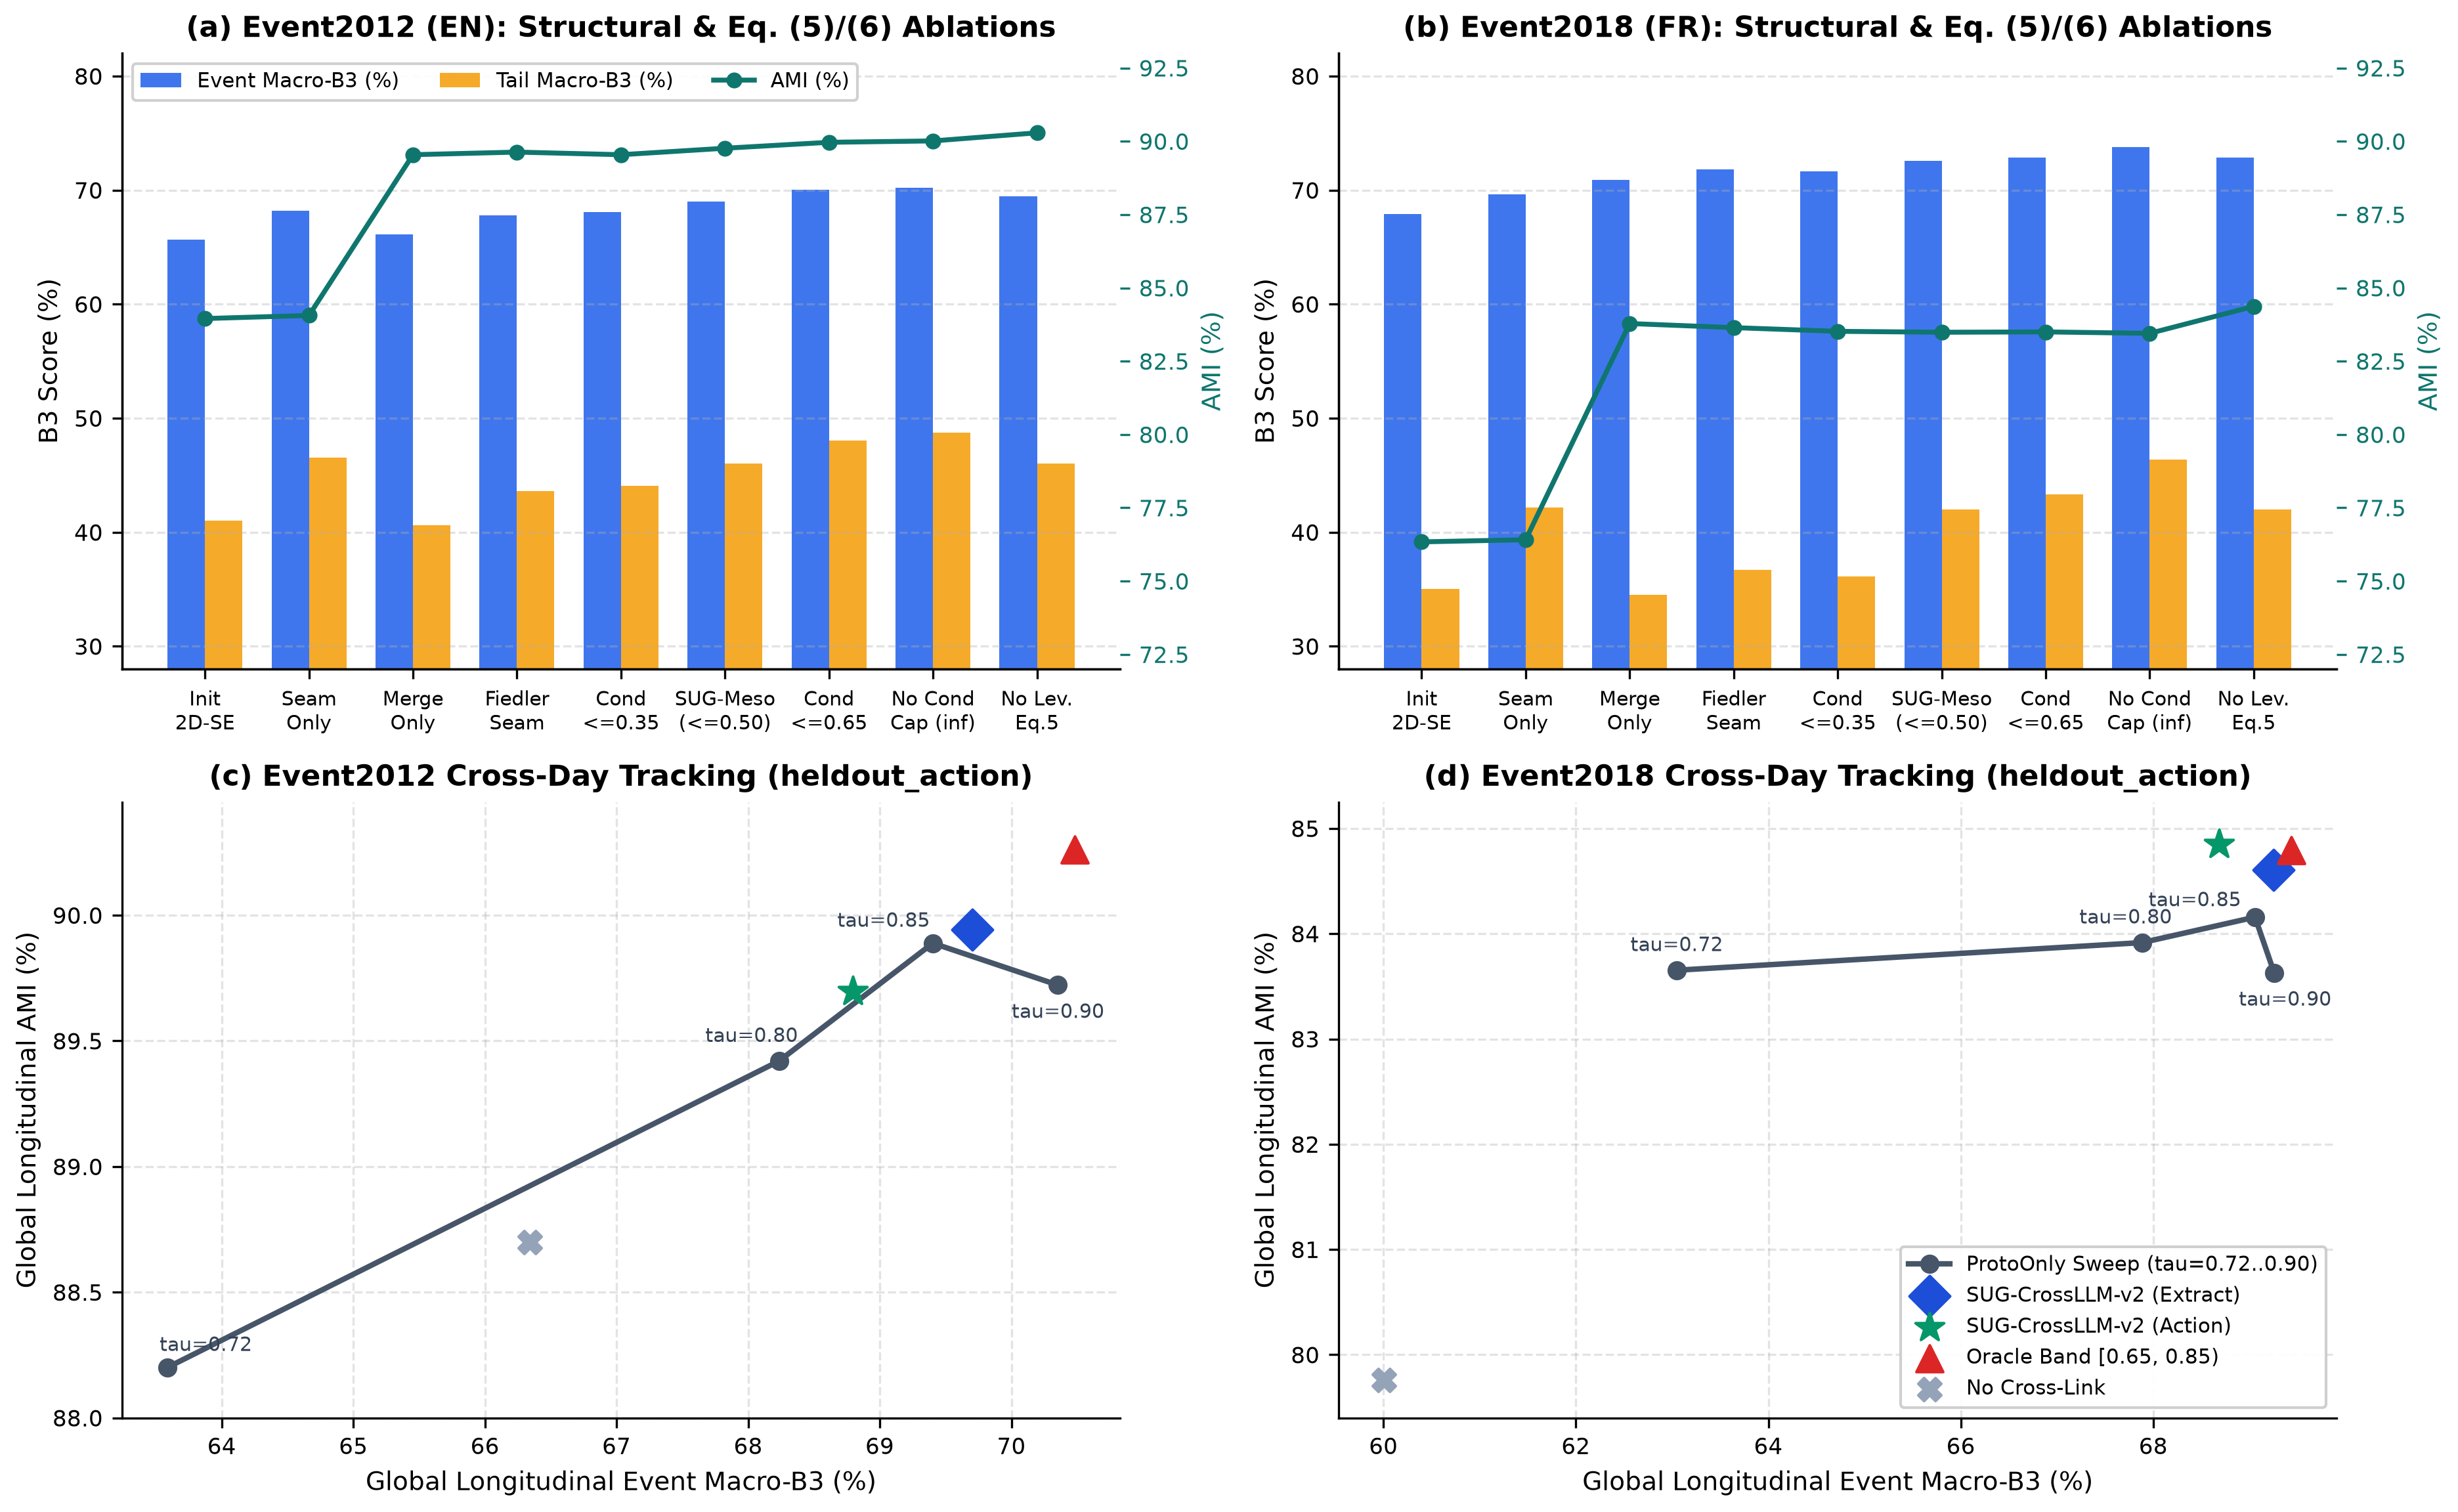 (a) Event2012 (EN): Structural & Eq. (5)/(6) Ablations
Event Macro-B3 (%)
Tail Macro-B3 (%)
AMI (%)
80
70
60
50
40
30
B3 Score (%)
92.5
90.0
87.5
85.0
82.5
80.0
77.5
75.0
72.5
AMI (%)
Init
2D-SE
Seam
Only
Merge
Only
Fiedler
Seam
Cond
<=0.35
SUG-Meso
(<=0.50)
Cond
<=0.65
No Cond
Cap (inf)
No Lev.
Eq.5
(b) Event2018 (FR): Structural & Eq. (5)/(6) Ablations
80
70
60
50
40
30
B3 Score (%)
92.5
90.0
87.5
85.0
82.5
80.0
77.5
75.0
72.5
AMI (%)
Init
2D-SE
Seam
Only
Merge
Only
Fiedler
Seam
Cond
<=0.35
SUG-Meso
(<=0.50)
Cond
<=0.65
No Cond
Cap (inf)
No Lev.
Eq.5
(c) Event2012 Cross-Day Tracking (heldout_action)
Global Longitudinal AMI (%)
90.0
89.5
89.0
88.5
88.0
tau=0.85
tau=0.90
tau=0.80
tau=0.72
64
65
66
67
68
69
70
Global Longitudinal Event Macro-B3 (%)
(d) Event2018 Cross-Day Tracking (heldout_action)
Global Longitudinal AMI (%)
85
84
83
82
81
80
tau=0.85
tau=0.80
tau=0.72
tau=0.90
ProtoOnly Sweep (tau=0.72..0.90)
SUG-CrossLLM-v2 (Extract)
SUG-CrossLLM-v2 (Action)
Oracle Band [0.65, 0.85)
No Cross-Link
60
62
64
66
68
Global Longitudinal Event Macro-B3 (%)